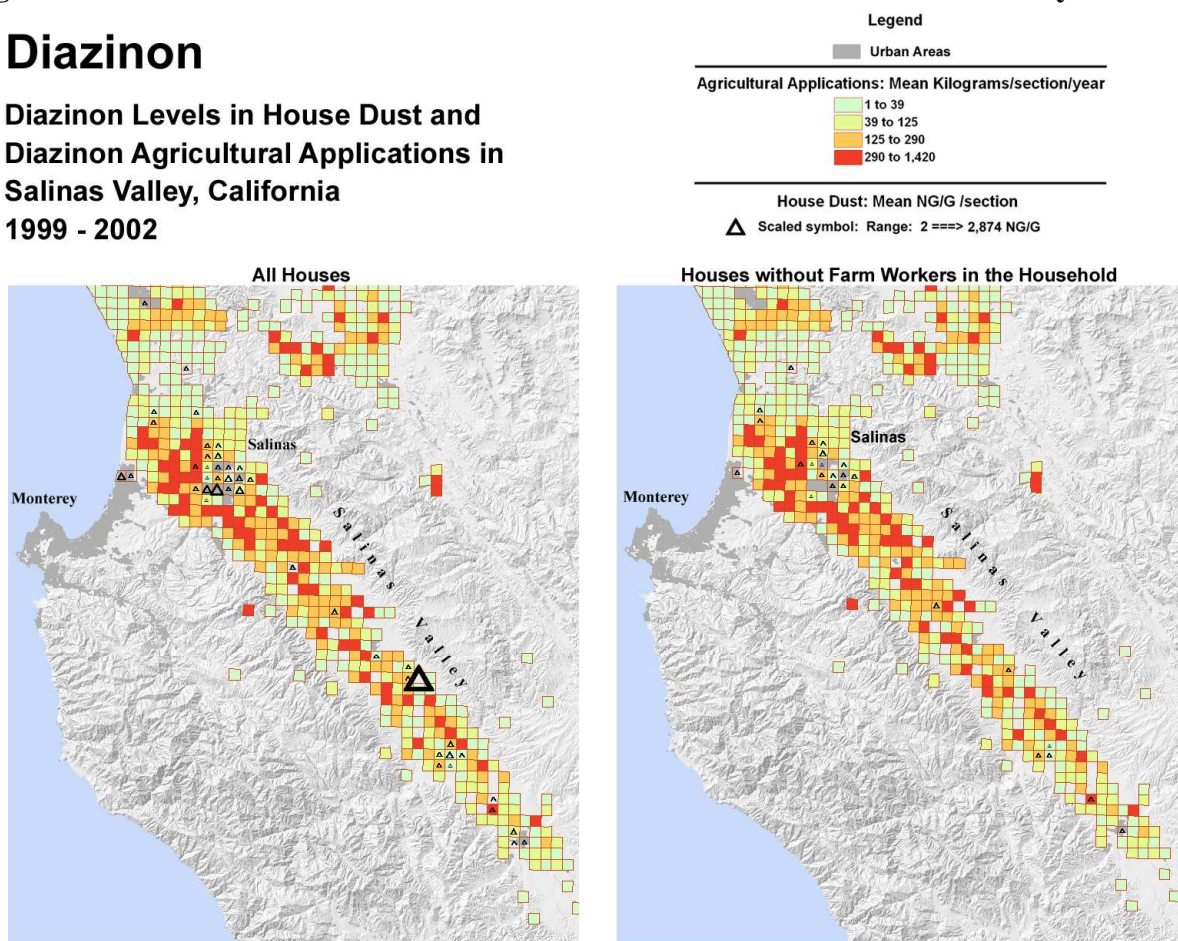 Diazinon
Diazinon Levels in House Dust and
Diazinon Agricultural Applications in
Salinas Valley, California
1999 - 2002
Legend
Urban Areas
Agricultural Applications: Mean Kilograms/section/year
1 to 39
39 to 125
125 to 290
290 to 1,420
House Dust: Mean NG/G /section
Scaled symbol: Range: 2 ===> 2,874 NG/G
All Houses
Salinas
Monterey
Salinas
Valley
Houses without Farm Workers in the Household
Salinas
Monterey
Salinas
Valley